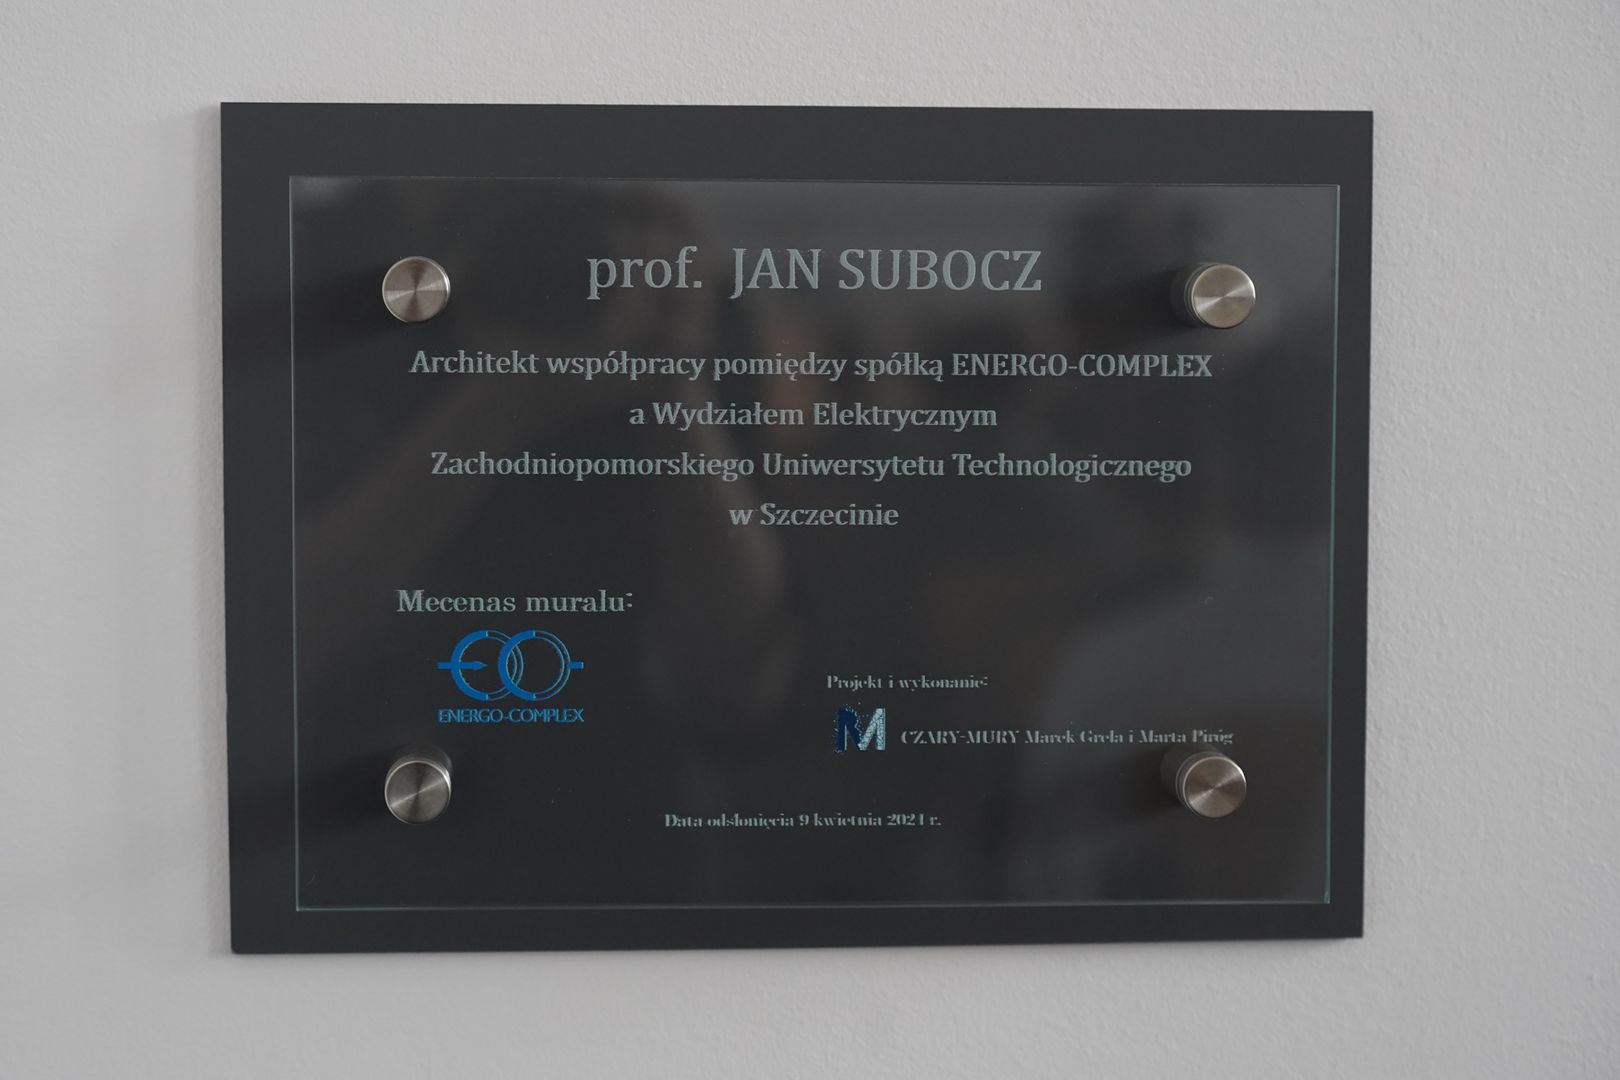 prof. JAN SUBOCZ
Architekt współpracy pomiędzy spółką ENERGO-COMPLEX
a Wydziałem Elektrycznym
Zachodniopomorskiego Uniwersytetu Technologicznego
w Szczecinie
Mecenas muralu:
ENERGO-COMPLEX
Projekt i wykonanie:
CZARY-MURY Marek Grela i Marta Piróg
Data odsłonięcia 9 kwietnia 2021 r.